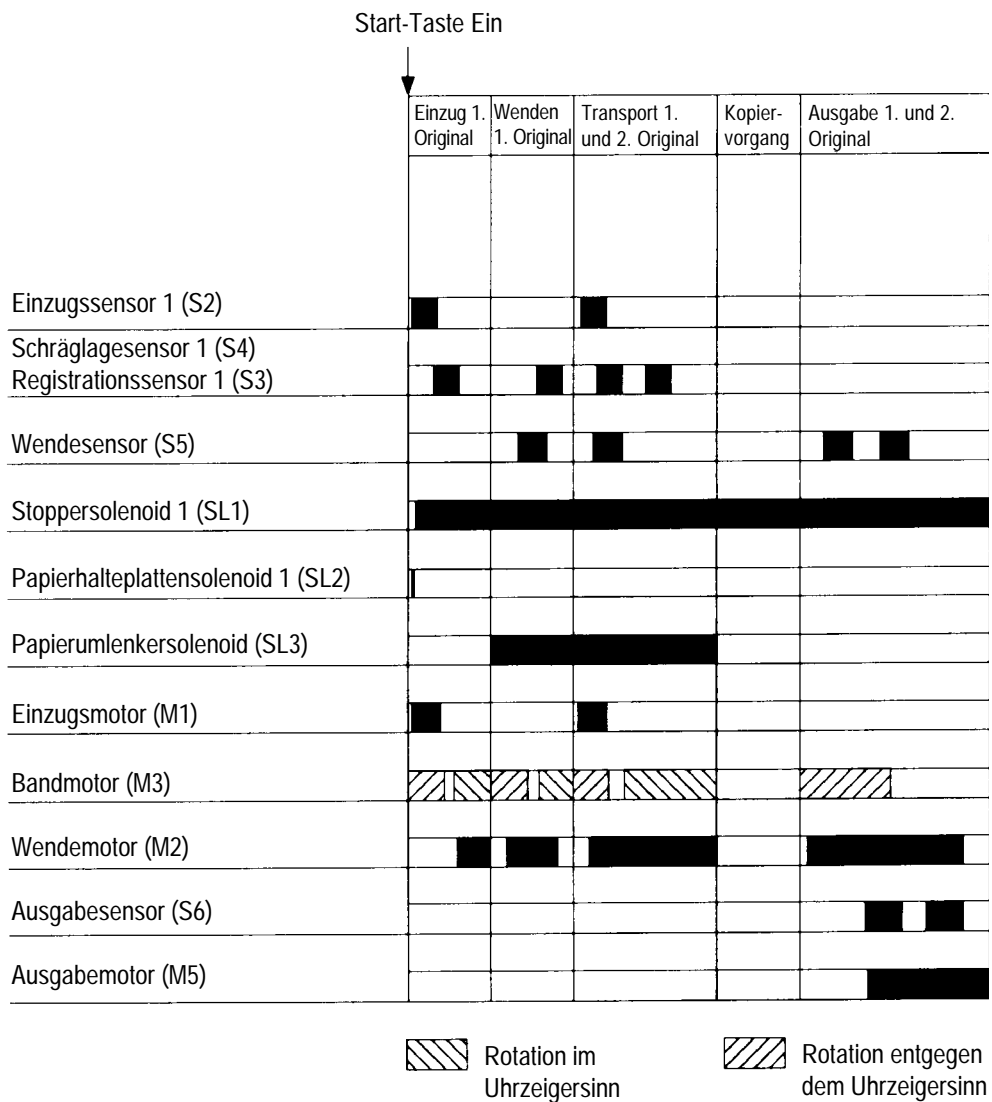 Start-Taste Ein
Einzug 1. Original
Wenden 1. Original
Transport 1. und 2. Original
Kopier-
vorgang
Ausgabe 1. und 2. Original
Einzugssensor 1 (S2)
Schräglagesensor 1 (S4)
Registrationssensor 1 (S3)
Wendesensor (S5)
Stoppersolenoid 1 (SL1)
Papierhalteplattensolenoid 1 (SL2)
Papierumlenkersolenoid (SL3)
Einzugsmotor (M1)
Bandmotor (M3)
Wendemotor (M2)
Ausgabesensor (S6)
Ausgabemotor (M5)
Rotation im
Uhrzeigersinn
Rotation entgegen
dem Uhrzeigersinn